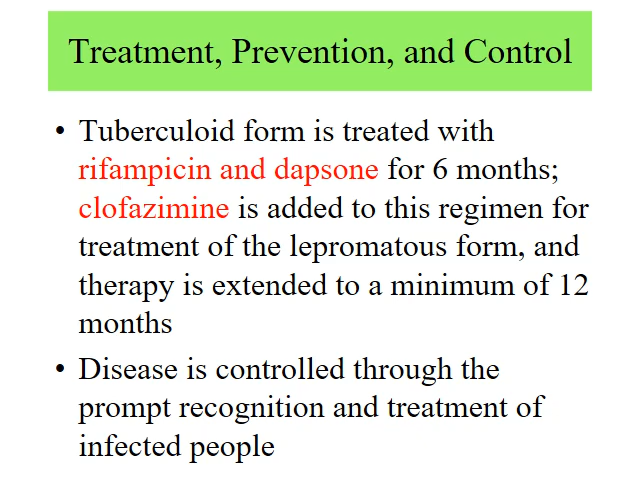 Treatment, Prevention, and Control
• Tuberculoid form is treated with
rifampicin and dapsone for 6 months;
clofazimine is added to this regimen for
treatment of the lepromatous form, and
therapy is extended to a minimum of 12
months
• Disease is controlled through the
prompt recognition and treatment of
infected people